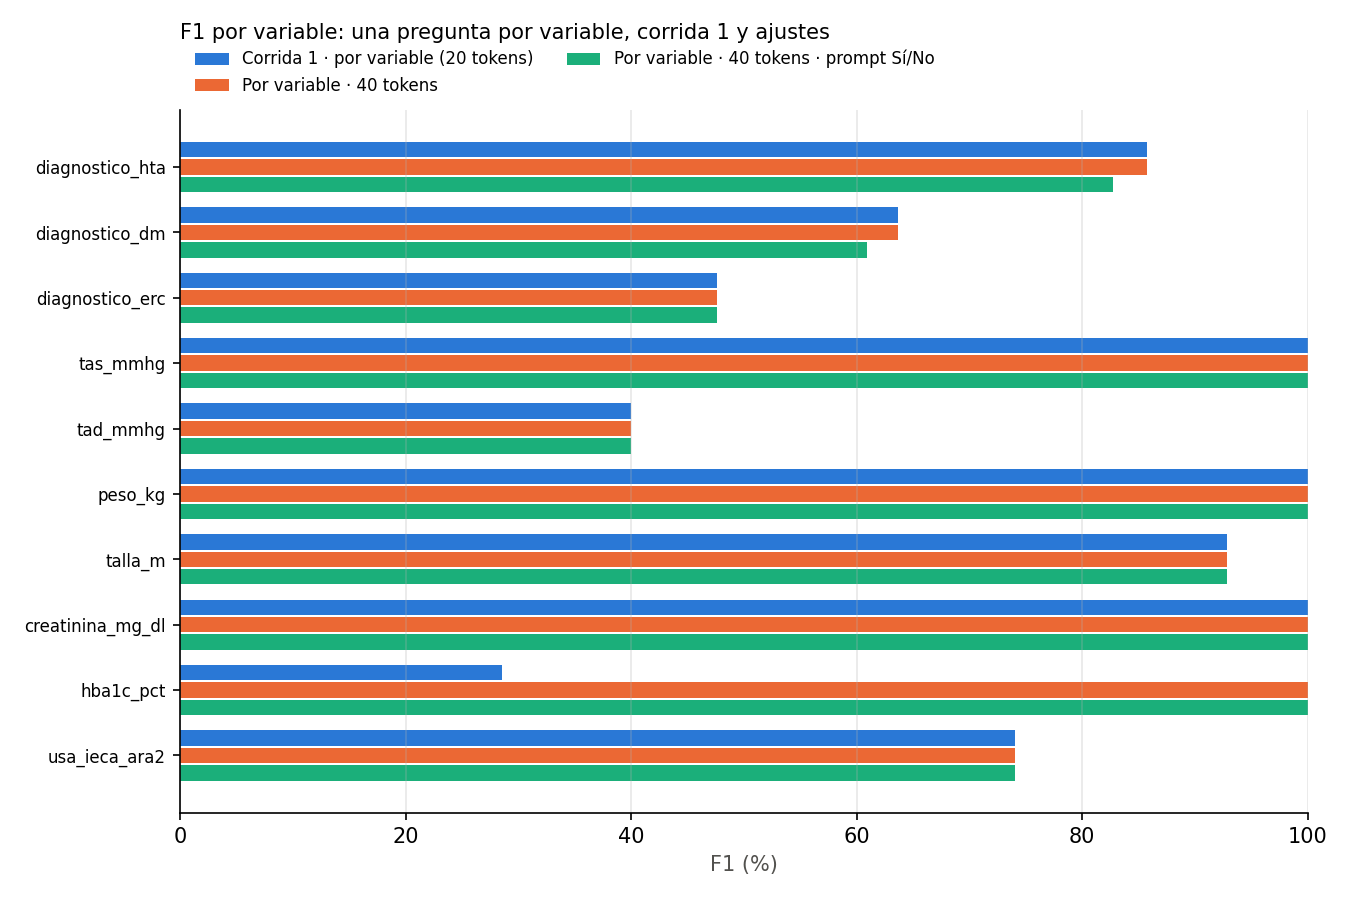 F1 por variable: una pregunta por variable, corrida 1 y ajustes
Corrida 1 · por variable (20 tokens)
Por variable · 40 tokens · prompt Sí/No
Por variable · 40 tokens
diagnostico_hta
diagnostico_dm
diagnostico_erc
tas_mmhg
tad_mmhg
peso_kg
talla_m
creatinina_mg_dl
hba1c_pct
usa_ieca_ara2
0 20 40 60 80 100
F1 (%)